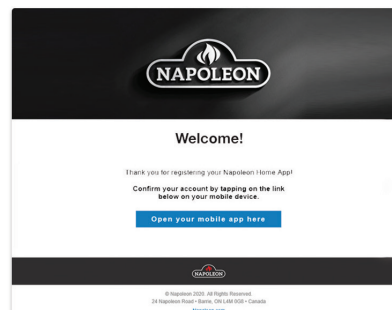 NAPOLEON
Welcome!
Thank you for registering your Napoleon Home App!
Confirm your account by tapping on the link
below on your mobile device.
Open your mobile app here
NAPOLEON
© Napoleon 2020. All Rights Reserved.
24 Napoleon Road • Barrie, ON L4M 0G8 • Canada
Napoleon.com